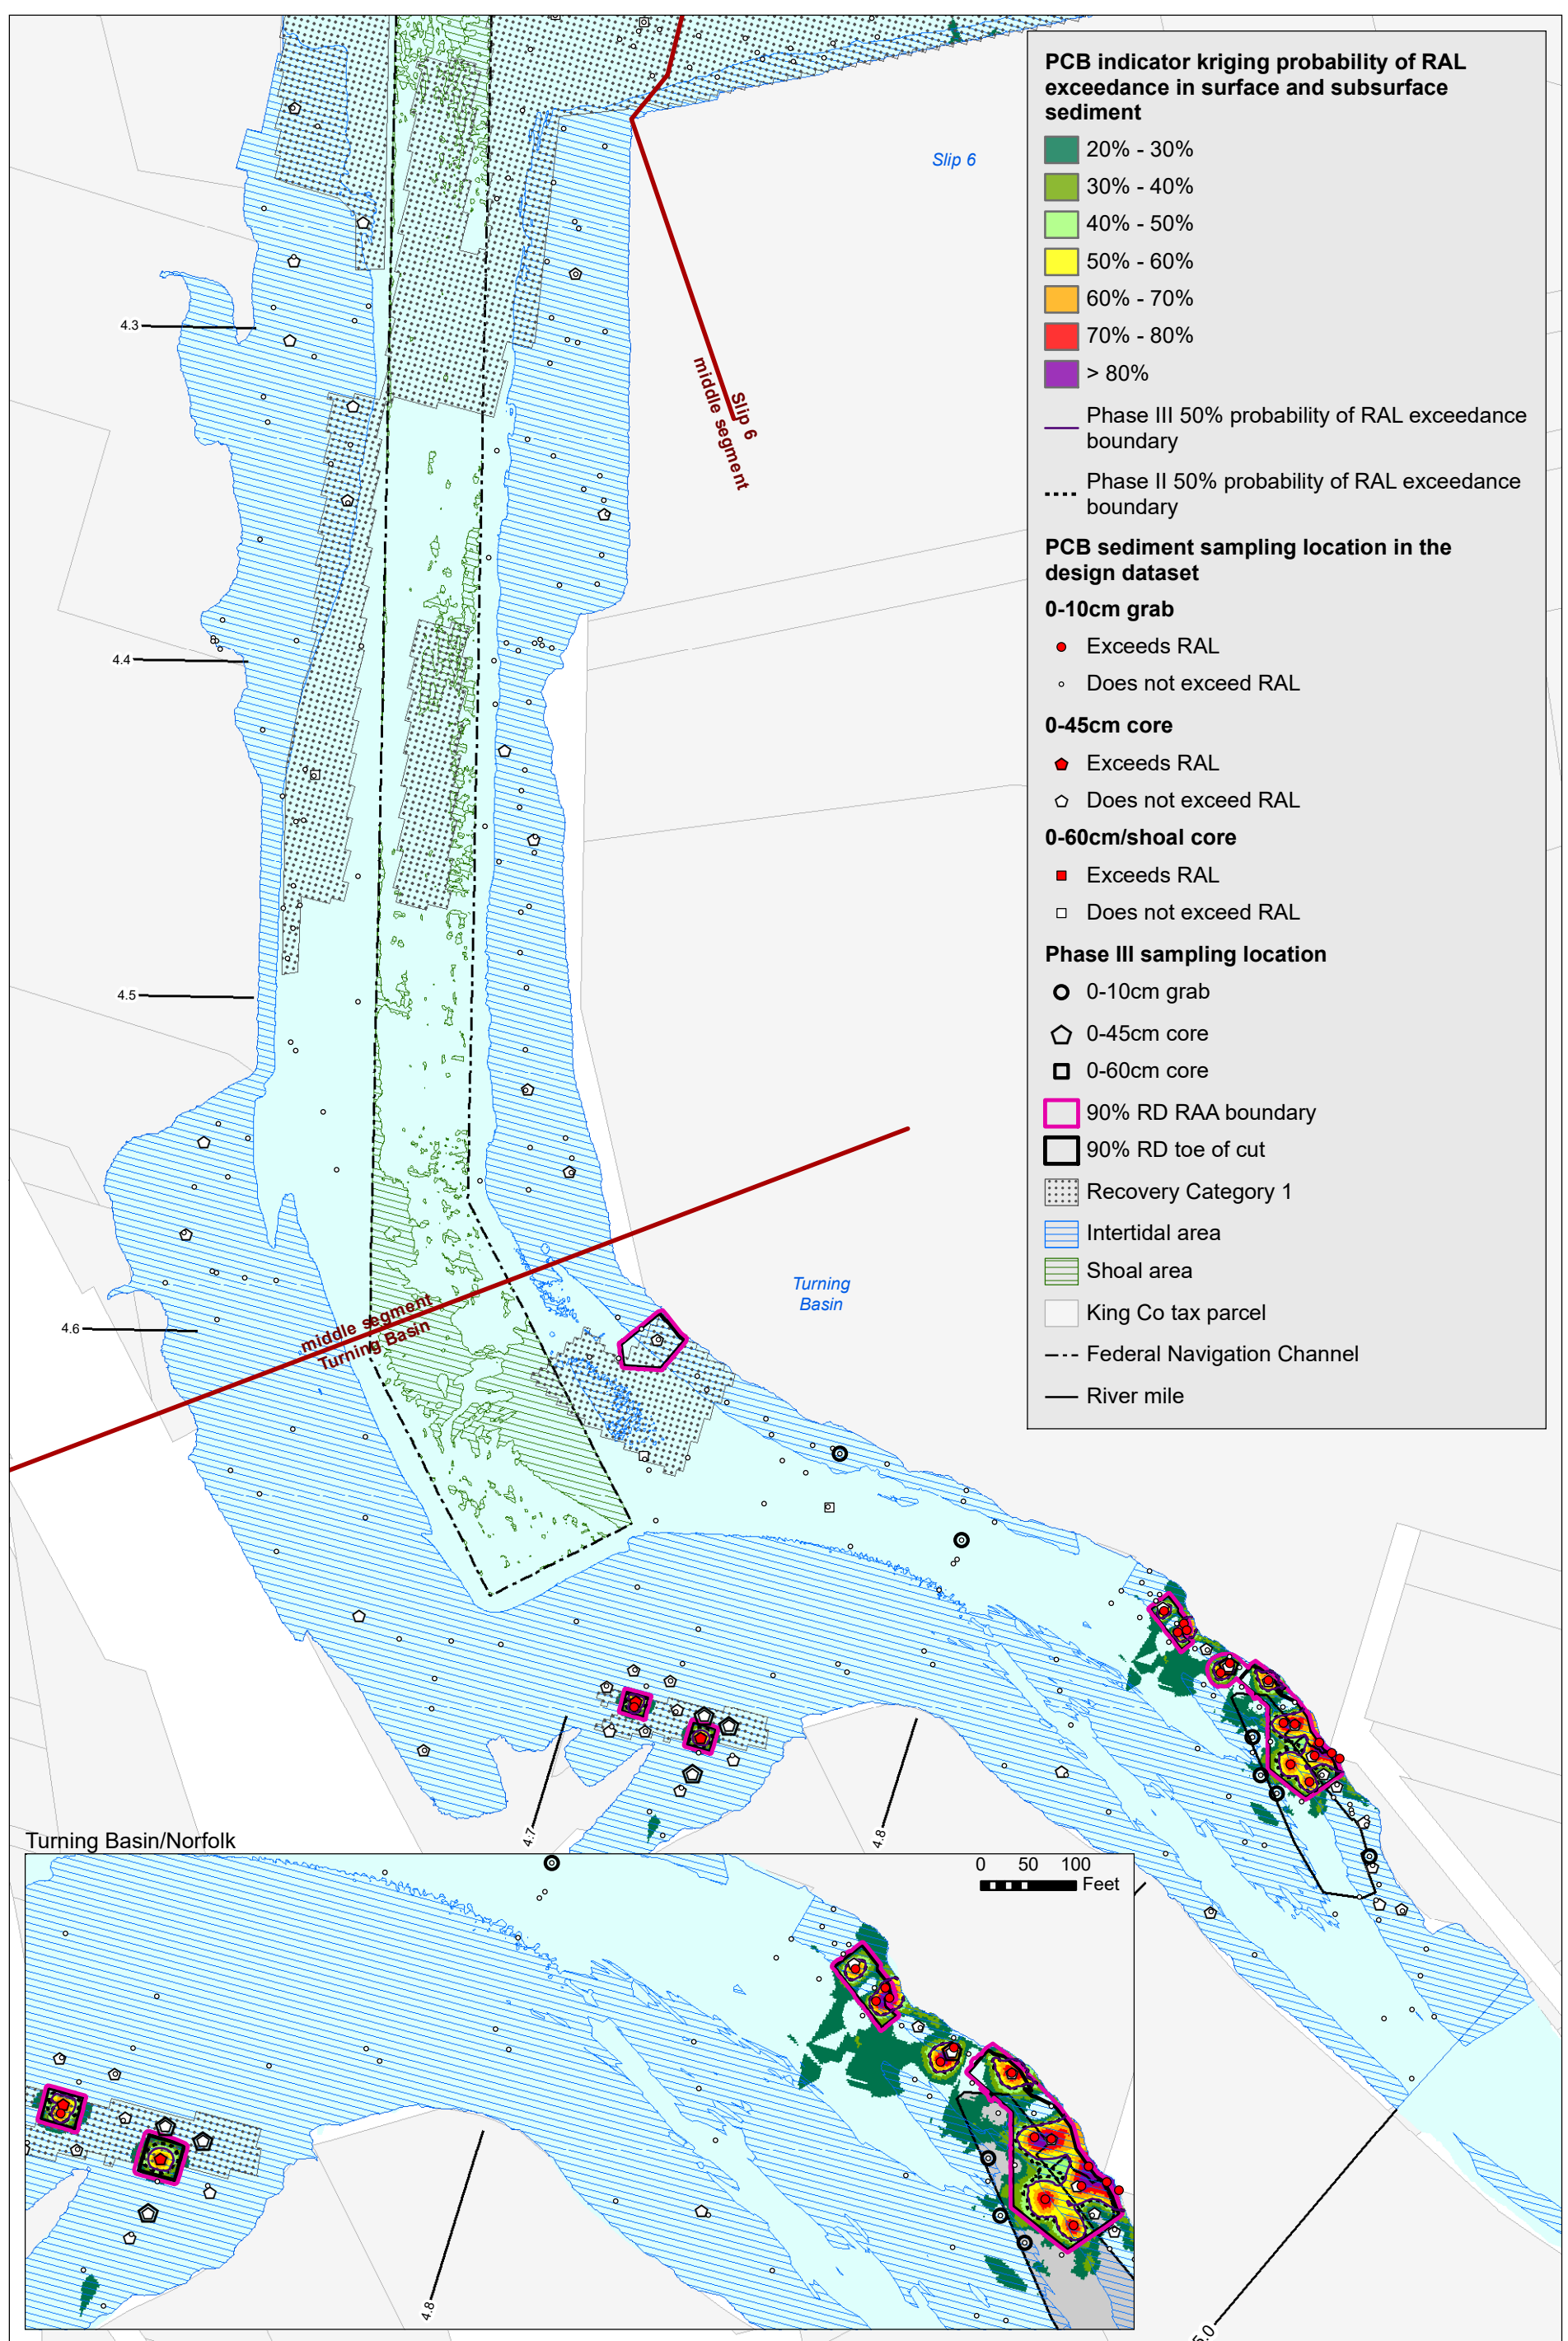 PCB indicator kriging probability of RAL
exceedance in surface and subsurface
sediment
20% - 30%
30% - 40%
40% - 50%
50% - 60%
60% - 70%
70% - 80%
> 80%
Phase III 50% probability of RAL exceedance
boundary
Phase II 50% probability of RAL exceedance
boundary
PCB sediment sampling location in the
design dataset
0-10cm grab
Exceeds RAL
Does not exceed RAL
0-45cm core
Exceeds RAL
Does not exceed RAL
0-60cm/shoal core
Exceeds RAL
Does not exceed RAL
Phase III sampling location
0-10cm grab
0-45cm core
0-60cm core
90% RD RAA boundary
90% RD toe of cut
Recovery Category 1
Intertidal area
Shoal area
King Co tax parcel
Federal Navigation Channel
River mile
Slip 6
4.3
Slip 6
middle segment
4.4
4.5
Turning
Basin
4.6
middle segment
Turning Basin
4.7
4.8
Turning Basin/Norfolk
0 50 100
Feet
4.8
5.0